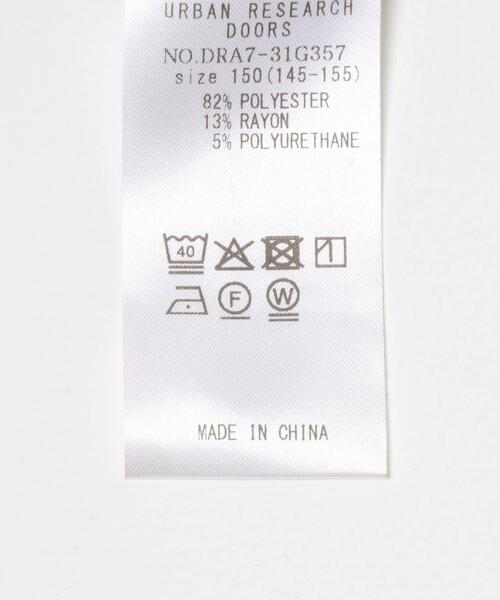 URBAN RESEARCH
DOORS
NO.DRA7-31G357
size 150(145-155)
82% POLYESTER
13% RAYON
5% POLYURETHANE
40
F W
MADE IN CHINA